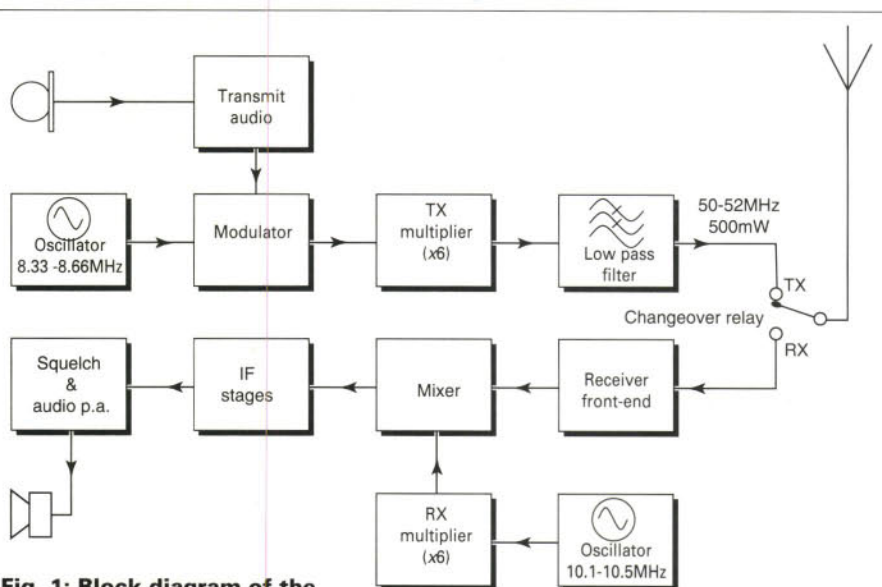 Transmit
audio
Oscillator
8.33 -8.66MHz
Modulator
TX
multiplier
(x6)
Low pass
filter
50-52MHz
500mW
TX
Changeover relay
RX
Squelch
&
audio p.a.
IF
stages
Mixer
Receiver
front-end
RX
multiplier
(x6)
Oscillator
10.1-10.5MHz
Fig. 1: Block diagram of the